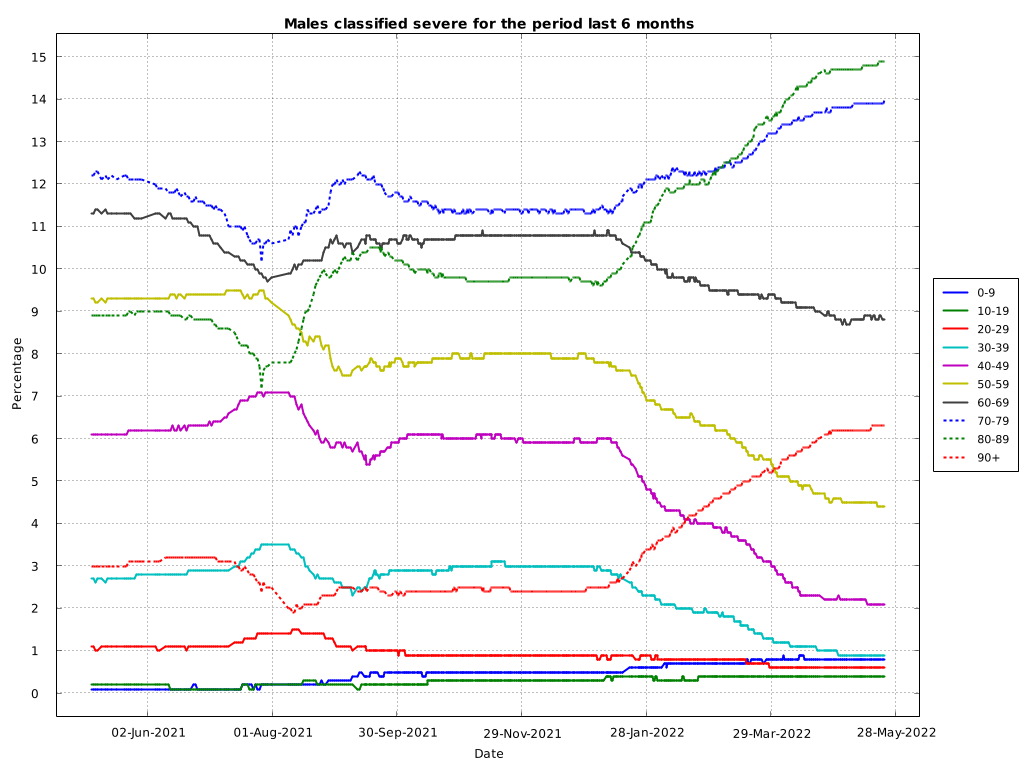 Males classified severe for the period last 6 months
15
14
13
12
11
10
9
8
7
6
5
4
3
2
1
0
Percentage
02-Jun-2021
01-Aug-2021
30-Sep-2021
29-Nov-2021
28-Jan-2022
29-Mar-2022
28-May-2022
Date
0-9
10-19
20-29
30-39
40-49
50-59
60-69
70-79
80-89
90+